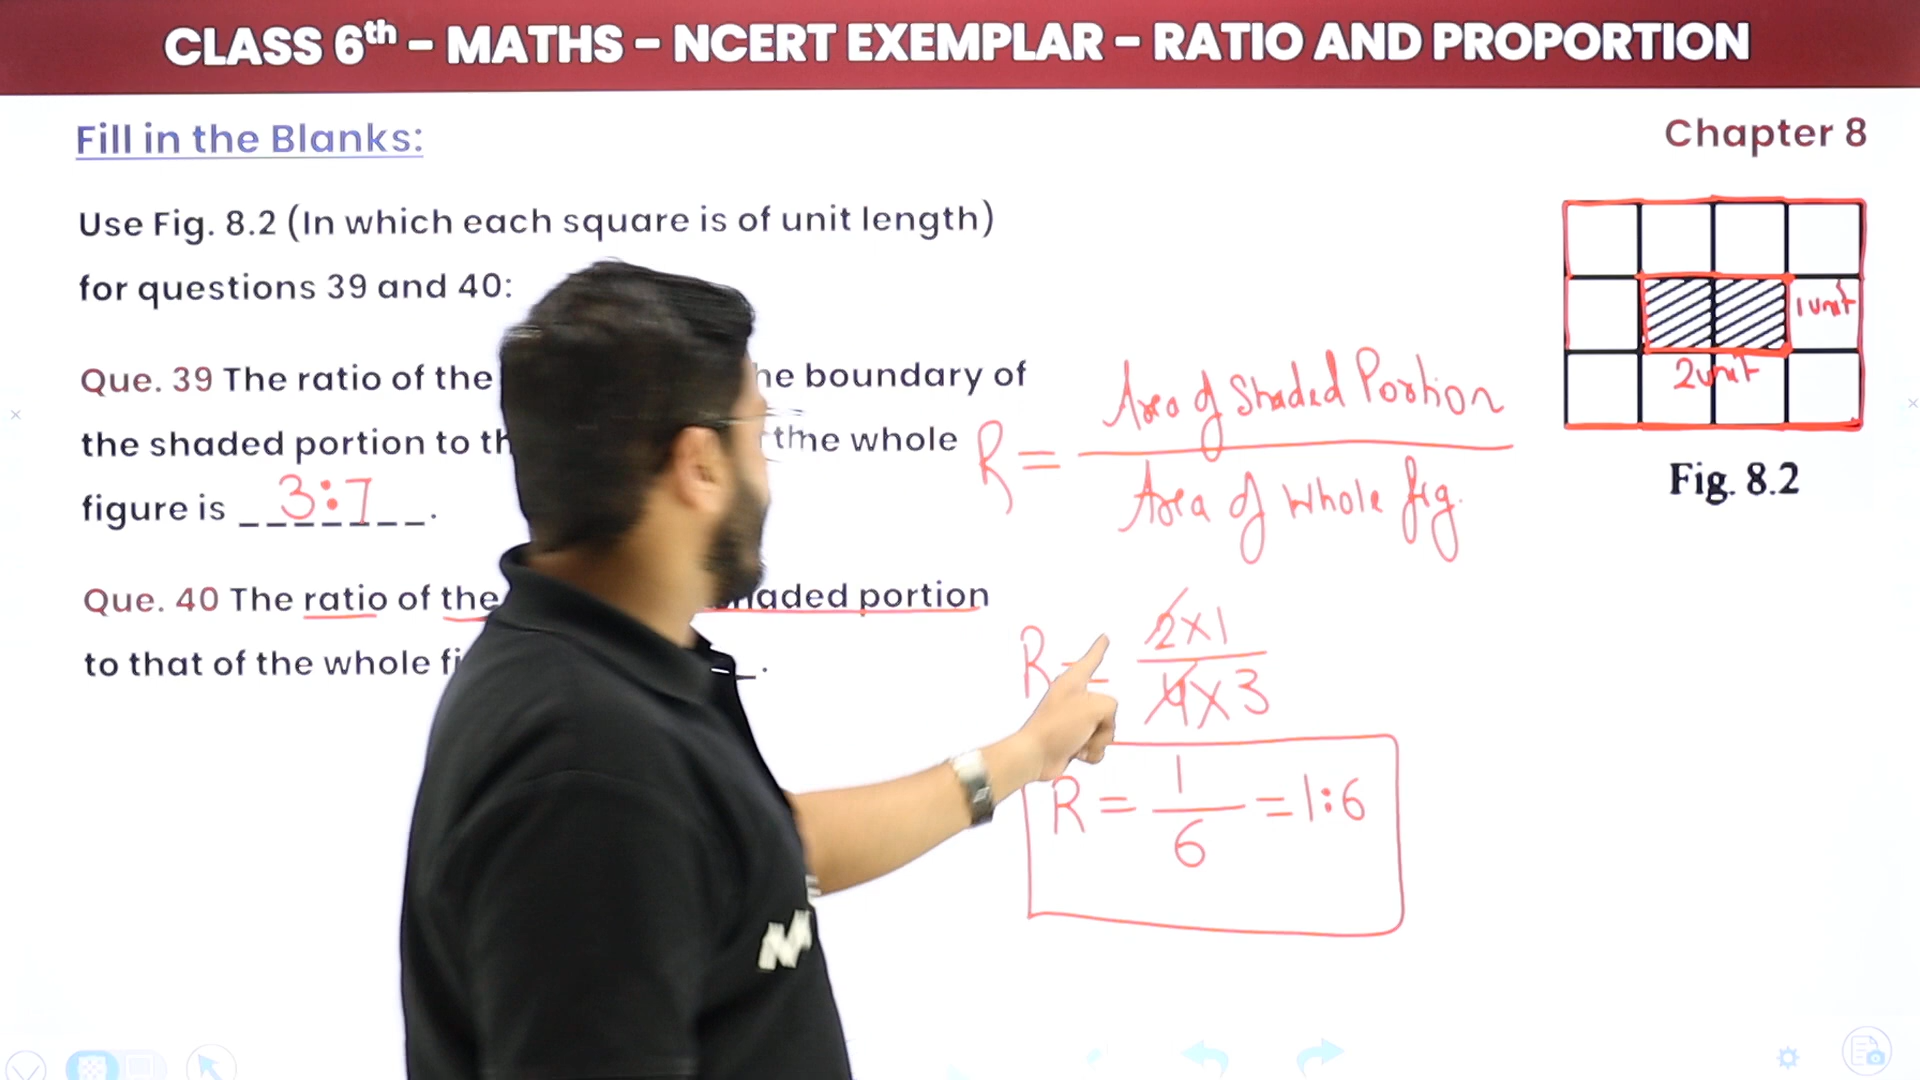 CLASS 6th - MATHS - NCERT EXEMPLAR - RATIO AND PROPORTION
Fill in the Blanks:
Chapter 8
Use Fig. 8.2 (In which each square is of unit length)
for questions 39 and 40:
Que. 39 The ratio of the he boundary of
the shaded portion to th the whole
figure is 3:7.
Que. 40 The ratio of the haded portion
to that of the whole fi _.
1 unit
2 unit
Fig. 8.2
R = Area of Shaded Portion
Area of Whole fig.
R = 2×1
4×3
R = 1/6 = 1:6